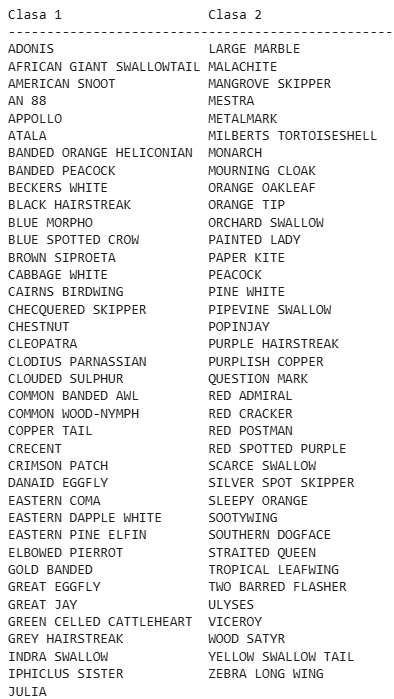 Clasa 1 Clasa 2
--------------------------------------------------
ADONIS LARGE MARBLE
AFRICAN GIANT SWALLOWTAIL MALACHITE
AMERICAN SNOOT MANGROVE SKIPPER
AN 88 MESTRA
APPOLLO METALMARK
ATALA MILBERTS TORTOISESHELL
BANDED ORANGE HELICONIAN MONARCH
BANDED PEACOCK MOURNING CLOAK
BECKERS WHITE ORANGE OAKLEAF
BLACK HAIRSTREAK ORANGE TIP
BLUE MORPHO ORCHARD SWALLOW
BLUE SPOTTED CROW PAINTED LADY
BROWN SIPROETA PAPER KITE
CABBAGE WHITE PEACOCK
CAIRNS BIRDWING PINE WHITE
CHECQUERED SKIPPER PIPEVINE SWALLOW
CHESTNUT POPINJAY
CLEOPATRA PURPLE HAIRSTREAK
CLODIUS PARNASSIAN PURPLISH COPPER
CLOUDED SULPHUR QUESTION MARK
COMMON BANDED AWL RED ADMIRAL
COMMON WOOD-NYMPH RED CRACKER
COPPER TAIL RED POSTMAN
CRECENT RED SPOTTED PURPLE
CRIMSON PATCH SCARCE SWALLOW
DANAID EGGFLY SILVER SPOT SKIPPER
EASTERN COMA SLEEPY ORANGE
EASTERN DAPPLE WHITE SOOTYWING
EASTERN PINE ELFIN SOUTHERN DOGFACE
ELBOWED PIERROT STRAITED QUEEN
GOLD BANDED TROPICAL LEAFWING
GREAT EGGFLY TWO BARRED FLASHER
GREAT JAY ULYSES
GREEN CELLED CATTLEHEART VICEROY
GREY HAIRSTREAK WOOD SATYR
INDRA SWALLOW YELLOW SWALLOW TAIL
IPHICLUS SISTER ZEBRA LONG WING
JULIA